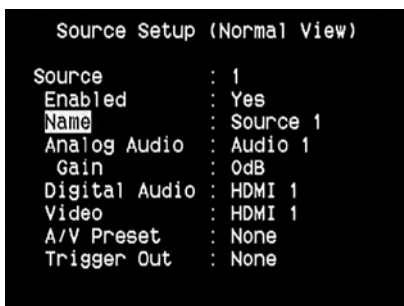 Source Setup (Normal View)
Source : 1
Enabled : Yes
Name : Source 1
Analog Audio : Audio 1
Gain : 0dB
Digital Audio : HDMI 1
Video : HDMI 1
A/V Preset : None
Trigger Out : None